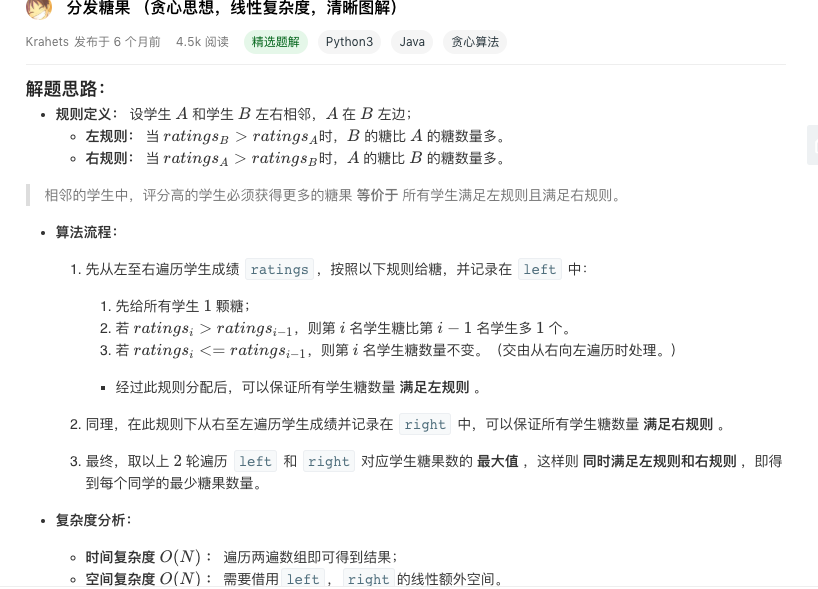 分发糖果 (贪心思想，线性复杂度，清晰图解)
Krahets 发布于 6 个月前 4.5k 阅读 精选题解 Python3 Java 贪心算法
解题思路：
• 规则定义： 设学生 A 和学生 B 左右相邻，A 在 B 左边；
◦ 左规则： 当 ratings_B > ratings_A时，B 的糖比 A 的糖数量多。
◦ 右规则： 当 ratings_A > ratings_B时，A 的糖比 B 的糖数量多。
相邻的学生中，评分高的学生必须获得更多的糖果 等价于 所有学生满足左规则且满足右规则。
• 算法流程：
1. 先从左至右遍历学生成绩 ratings ，按照以下规则给糖，并记录在 left 中：
1. 先给所有学生 1 颗糖；
2. 若 ratings_i > ratings_{i−1}，则第 i 名学生糖比第 i − 1 名学生多 1 个。
3. 若 ratings_i <= ratings_{i−1}，则第 i 名学生糖数量不变。（交由从右向左遍历时处理。）
▪ 经过此规则分配后，可以保证所有学生糖数量 满足左规则 。
2. 同理，在此规则下从右至左遍历学生成绩并记录在 right 中，可以保证所有学生糖数量 满足右规则 。
3. 最终，取以上 2 轮遍历 left 和 right 对应学生糖果数的 最大值 ，这样则 同时满足左规则和右规则 ，即得
到每个同学的最少糖果数量。
• 复杂度分析：
◦ 时间复杂度 O(N) ： 遍历两遍数组即可得到结果；
◦ 空间复杂度 O(N) ： 需要借用 left ， right 的线性额外空间。